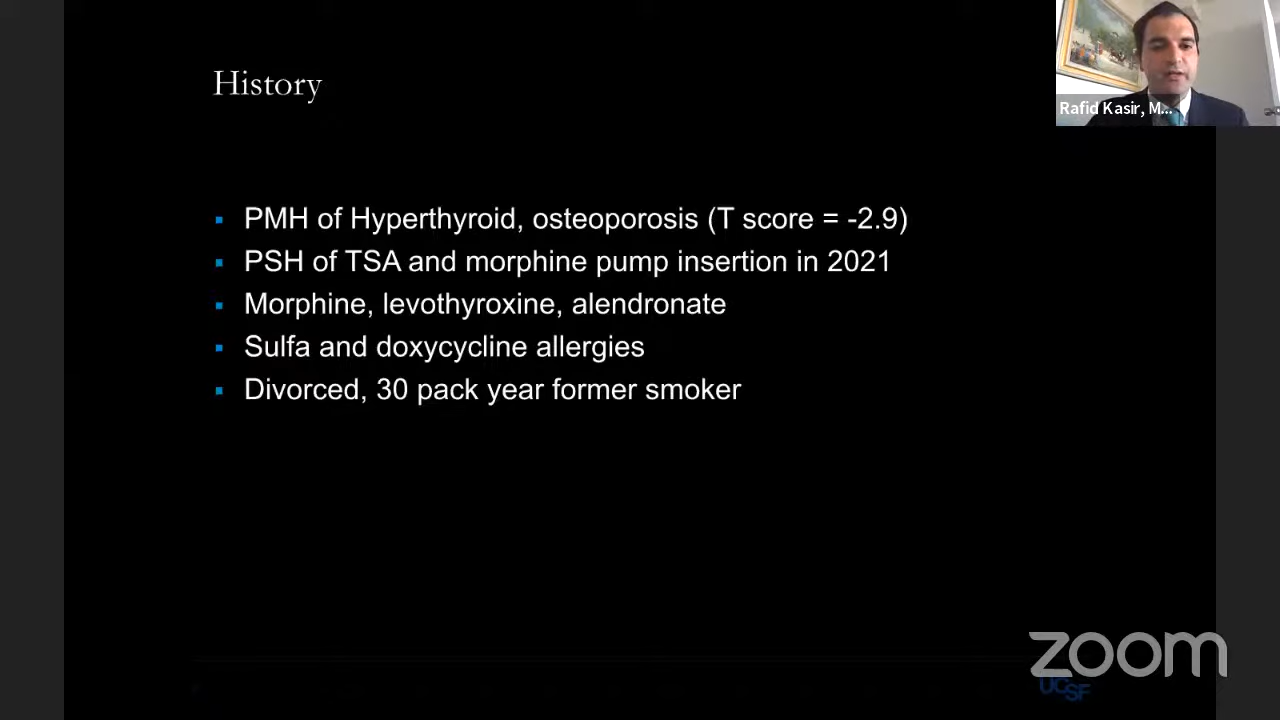 History
PMH of Hyperthyroid, osteoporosis (T score = -2.9)
PSH of TSA and morphine pump insertion in 2021
Morphine, levothyroxine, alendronate
Sulfa and doxycycline allergies
Divorced, 30 pack year former smoker
Rafid Kasir, M...
zoom
UCSF